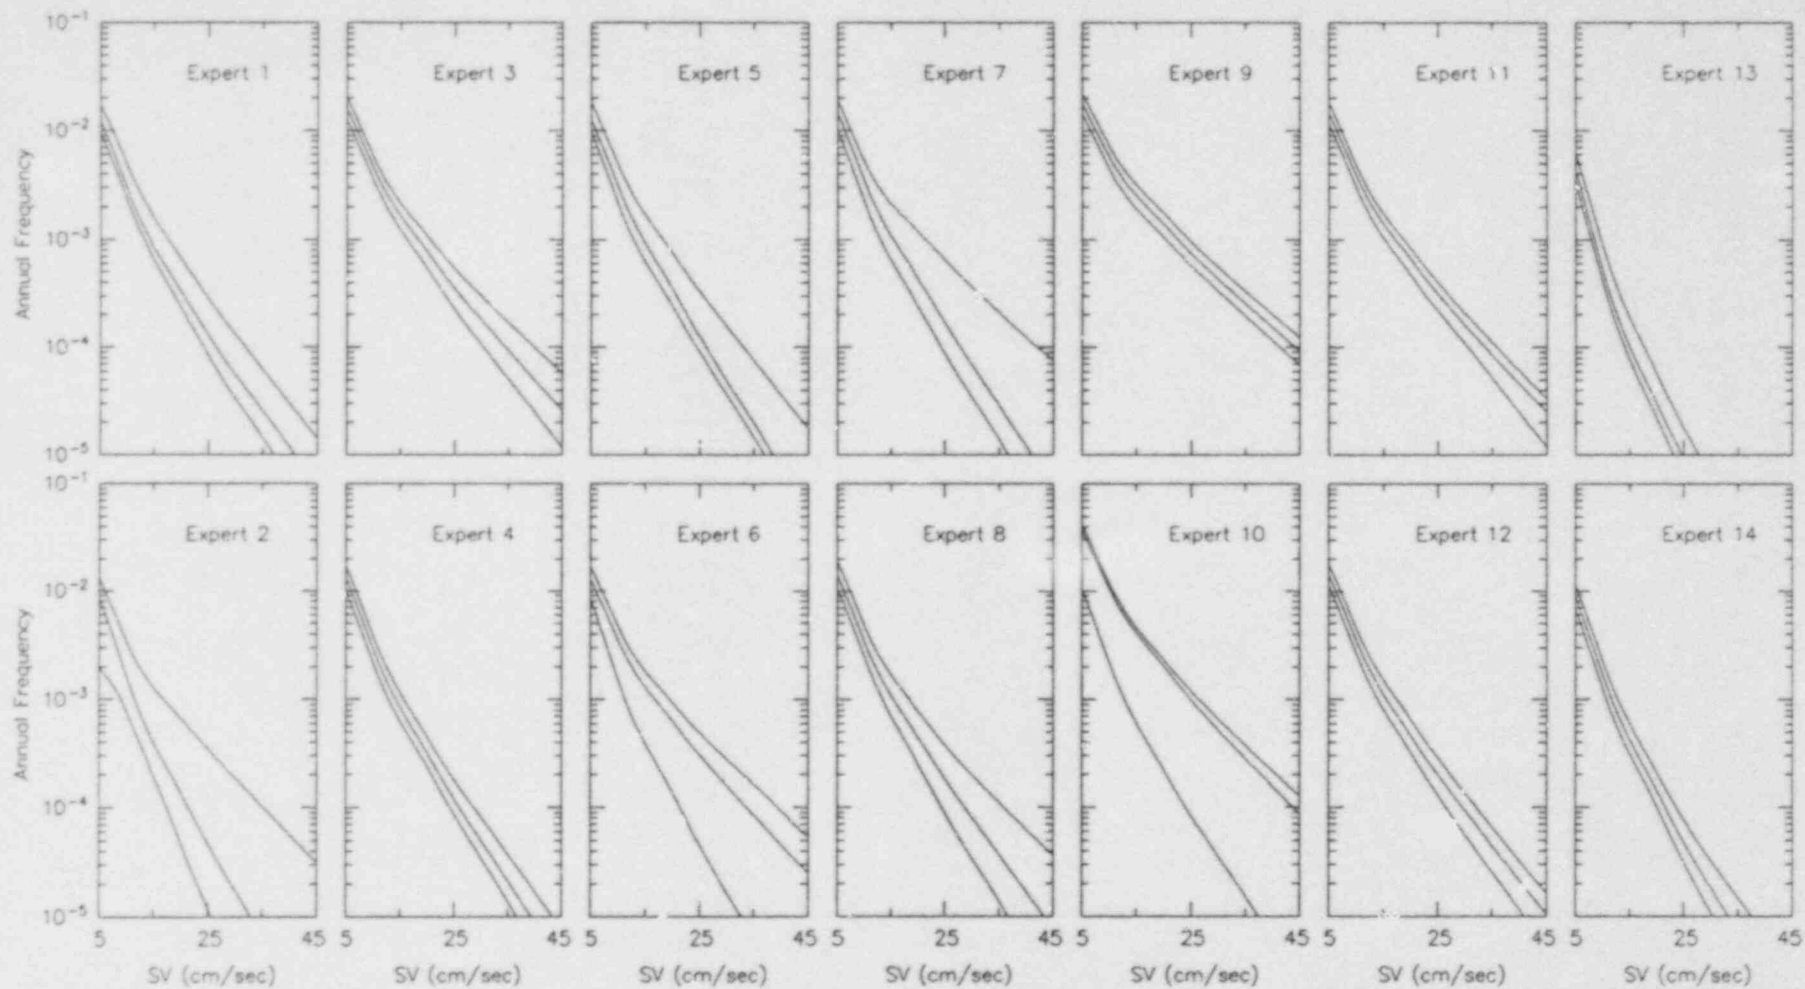 Expert 1 Expert 3 Expert 5 Expert 7 Expert 9 Expert 11 Expert 13
10⁻¹
10⁻²
10⁻³
10⁻⁴
10⁻⁵
Annual Frequency
Expert 2 Expert 4 Expert 6 Expert 8 Expert 10 Expert 12 Expert 14
10⁻¹
10⁻²
10⁻³
10⁻⁴
10⁻⁵
Annual Frequency
5 25 45 5 25 45 5 25 45 5 25 45 5 25 45 5 25 45 5 25 45
SV (cm/sec) SV (cm/sec) SV (cm/sec) SV (cm/sec) SV (cm/sec) SV (cm/sec) SV (cm/sec)